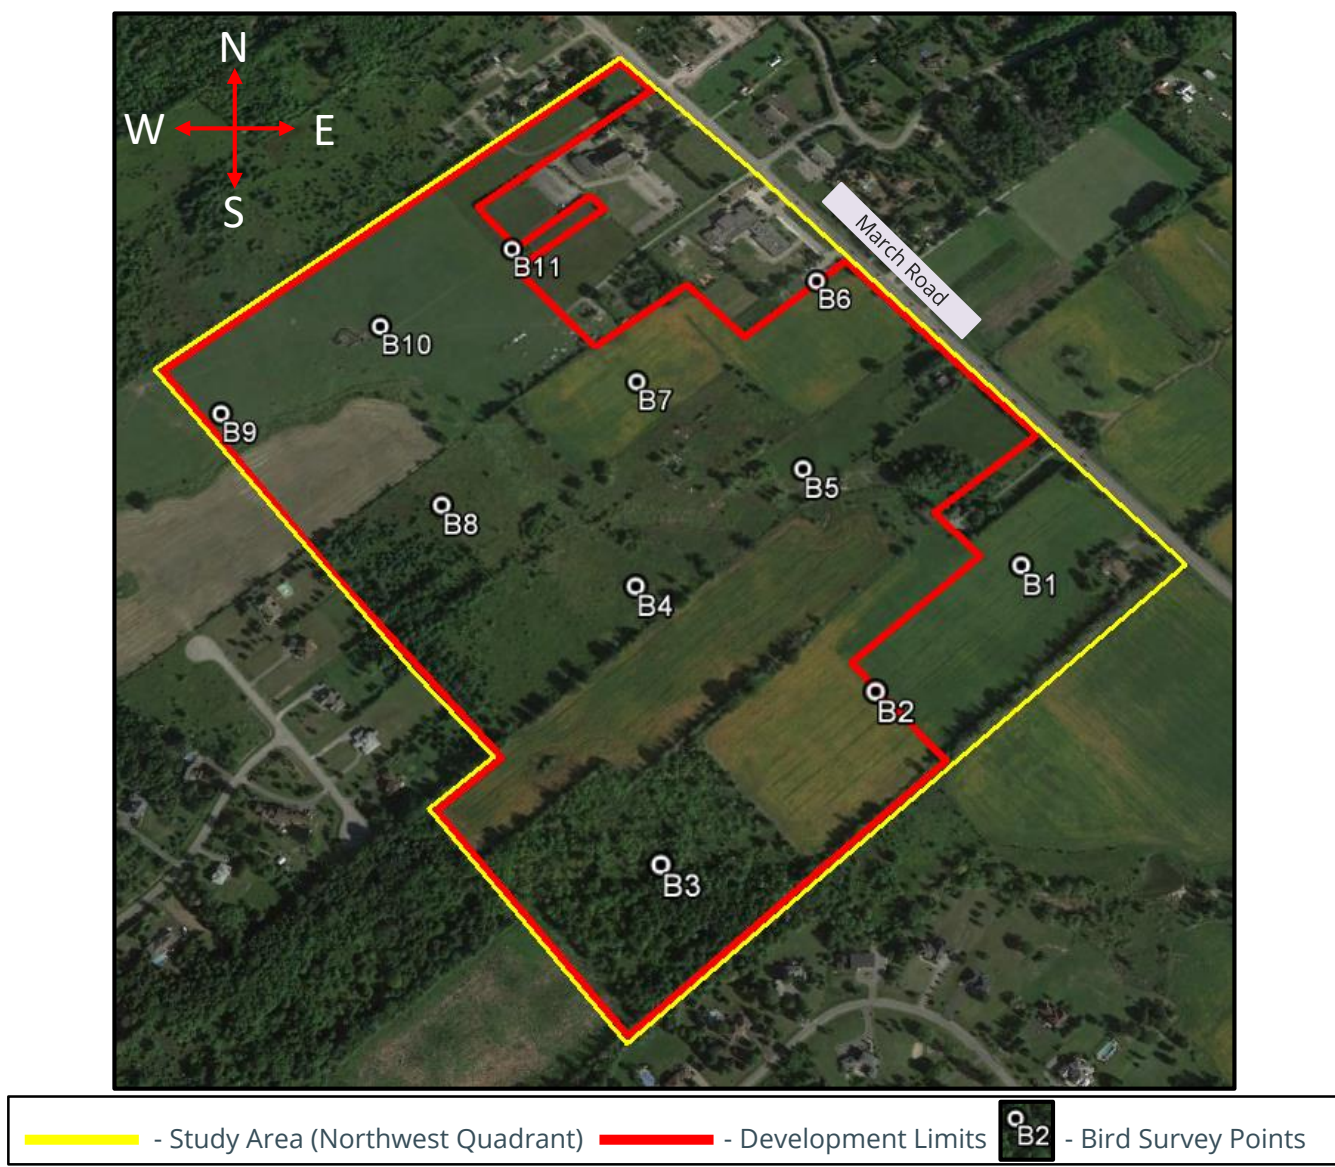 N
W E
S
March Road
B11
B6
B10
B7
B9
B5
B8
B1
B4
B2
B3
- Study Area (Northwest Quadrant) - Development Limits B2 - Bird Survey Points